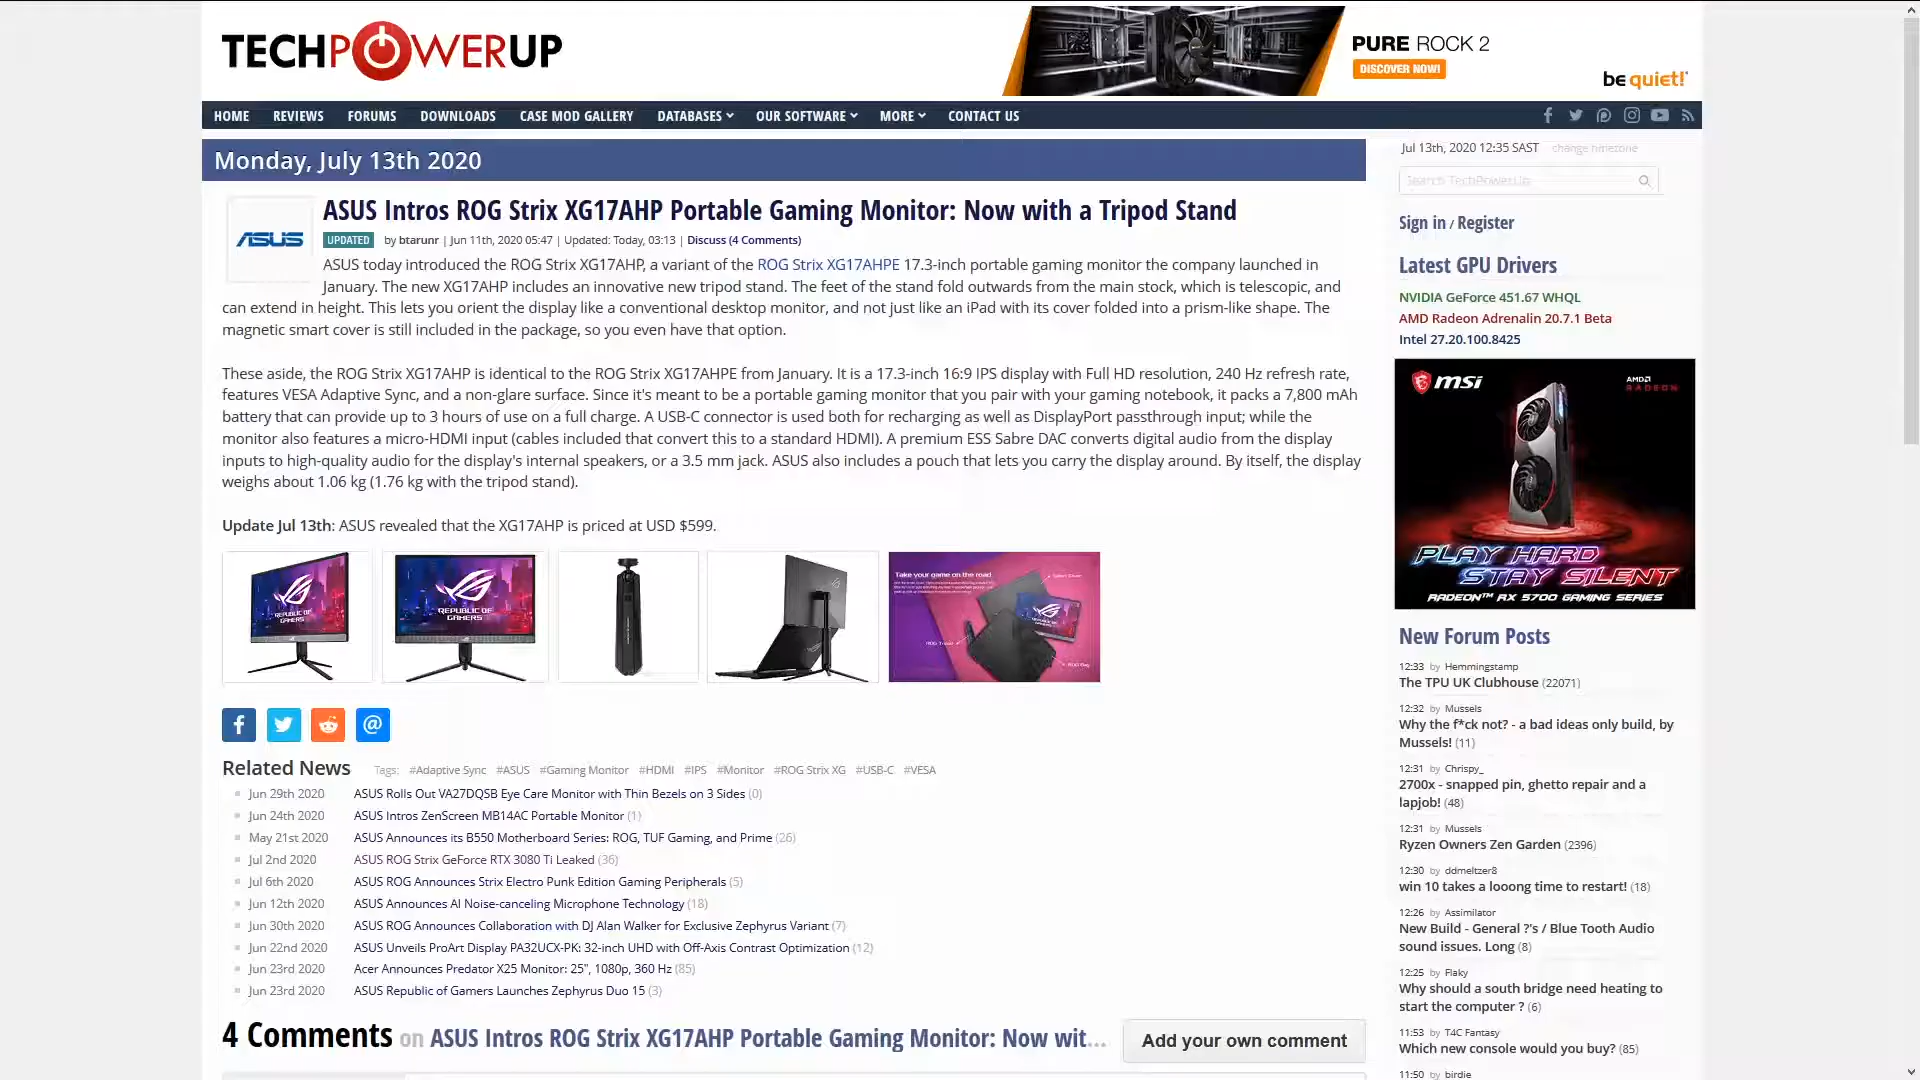 TECHPOWERUP
PURE ROCK 2
DISCOVER NOW!
be quiet!
HOME REVIEWS FORUMS DOWNLOADS CASE MOD GALLERY DATABASES OUR SOFTWARE MORE CONTACT US
Monday, July 13th 2020
ASUS
ASUS Intros ROG Strix XG17AHP Portable Gaming Monitor: Now with a Tripod Stand
UPDATED by btarunr | Jun 11th, 2020 05:47 | Updated: Today, 03:13 | Discuss (4 Comments)
ASUS today introduced the ROG Strix XG17AHP, a variant of the ROG Strix XG17AHPE 17.3-inch portable gaming monitor the company launched in
January. The new XG17AHP includes an innovative new tripod stand. The feet of the stand fold outwards from the main stock, which is telescopic, and
can extend in height. This lets you orient the display like a conventional desktop monitor, and not just like an iPad with its cover folded into a prism-like shape. The
magnetic smart cover is still included in the package, so you even have that option.
These aside, the ROG Strix XG17AHP is identical to the ROG Strix XG17AHPE from January. It is a 17.3-inch 16:9 IPS display with Full HD resolution, 240 Hz refresh rate,
features VESA Adaptive Sync, and a non-glare surface. Since it's meant to be a portable gaming monitor that you pair with your gaming notebook, it packs a 7,800 mAh
battery that can provide up to 3 hours of use on a full charge. A USB-C connector is used both for recharging as well as DisplayPort passthrough input; while the
monitor also features a micro-HDMI input (cables included that convert this to a standard HDMI). A premium ESS Sabre DAC converts digital audio from the display
inputs to high-quality audio for the display's internal speakers, or a 3.5 mm jack. ASUS also includes a pouch that lets you carry the display around. By itself, the display
weighs about 1.06 kg (1.76 kg with the tripod stand).
Update Jul 13th: ASUS revealed that the XG17AHP is priced at USD $599.
REPUBLIC OF
GAMERS
REPUBLIC OF
GAMERS
Take your game on the road
Related News Tags: #Adaptive Sync #ASUS #Gaming Monitor #HDMI #IPS #Monitor #ROG Strix XG #USB-C #VESA
Jun 29th 2020 ASUS Rolls Out VA27DQSB Eye Care Monitor with Thin Bezels on 3 Sides (0)
Jun 24th 2020 ASUS Intros ZenScreen MB14AC Portable Monitor (1)
May 21st 2020 ASUS Announces its B550 Motherboard Series: ROG, TUF Gaming, and Prime (26)
Jul 2nd 2020 ASUS ROG Strix GeForce RTX 3080 Ti Leaked (36)
Jul 6th 2020 ASUS ROG Announces Strix Electro Punk Edition Gaming Peripherals (5)
Jun 12th 2020 ASUS Announces AI Noise-canceling Microphone Technology (18)
Jun 30th 2020 ASUS ROG Announces Collaboration with DJ Alan Walker for Exclusive Zephyrus Variant (7)
Jun 22nd 2020 ASUS Unveils ProArt Display PA32UCX-PK: 32-inch UHD with Off-Axis Contrast Optimization (12)
Jun 23rd 2020 Acer Announces Predator X25 Monitor: 25", 1080p, 360 Hz (85)
Jun 23rd 2020 ASUS Republic of Gamers Launches Zephyrus Duo 15 (3)
4 Comments on ASUS Intros ROG Strix XG17AHP Portable Gaming Monitor: Now wit...
Add your own comment
Jul 13th, 2020 12:35 SAST change timezone
Search TechPowerUp
Sign in / Register
Latest GPU Drivers
NVIDIA GeForce 451.67 WHQL
AMD Radeon Adrenalin 20.7.1 Beta
Intel 27.20.100.8425
msi
AMD
RADEON
PLAY HARD
STAY SILENT
RADEON™ RX 5700 GAMING SERIES
New Forum Posts
12:33 by Hemmingstamp
The TPU UK Clubhouse (22071)
12:32 by Mussels
Why the f*ck not? - a bad ideas only build, by
Mussels! (11)
12:31 by Chrispy_
2700x - snapped pin, ghetto repair and a
lapjob! (48)
12:31 by Mussels
Ryzen Owners Zen Garden (2396)
12:30 by ddmeltzer8
win 10 takes a looong time to restart! (18)
12:26 by Assimilator
New Build - General ?'s / Blue Tooth Audio
sound issues. Long (8)
12:25 by Flaky
Why should a south bridge need heating to
start the computer ? (6)
11:53 by T4C Fantasy
Which new console would you buy? (85)
11:50 by birdie